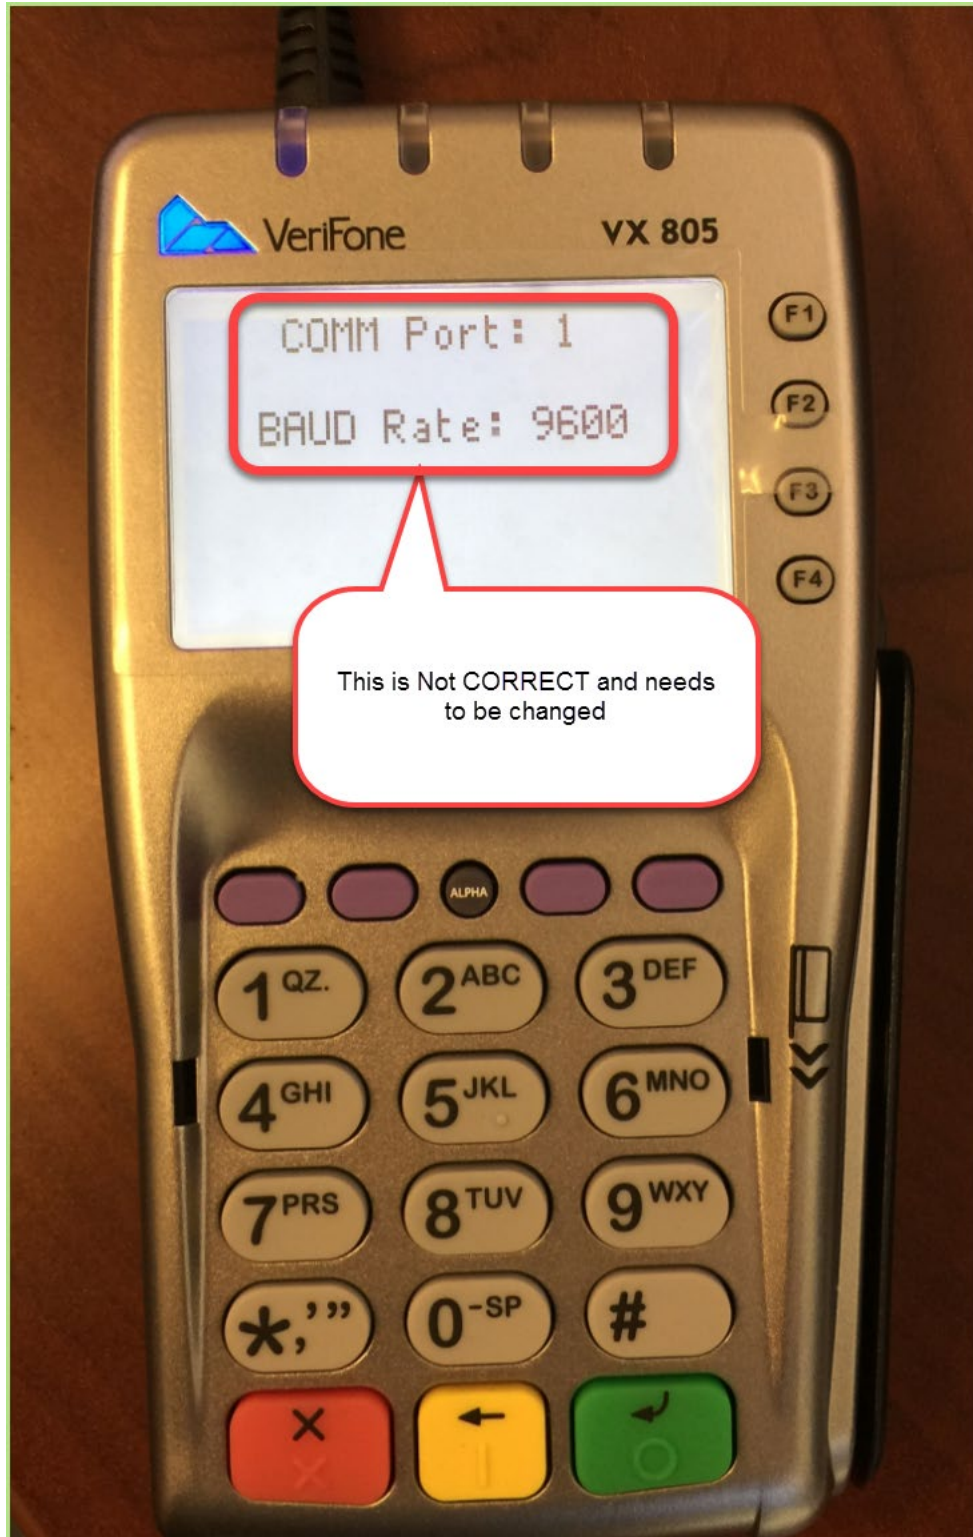 VeriFone VX 805
COMM Port: 1
F1
BAUD Rate: 9600
F2
F3
F4
This is Not CORRECT and needs
to be changed
ALPHA
1 QZ. 2 ABC 3 DEF
4 GHI 5 JKL 6 MNO
7 PRS 8 TUV 9 WXY
*,'" 0 -SP #